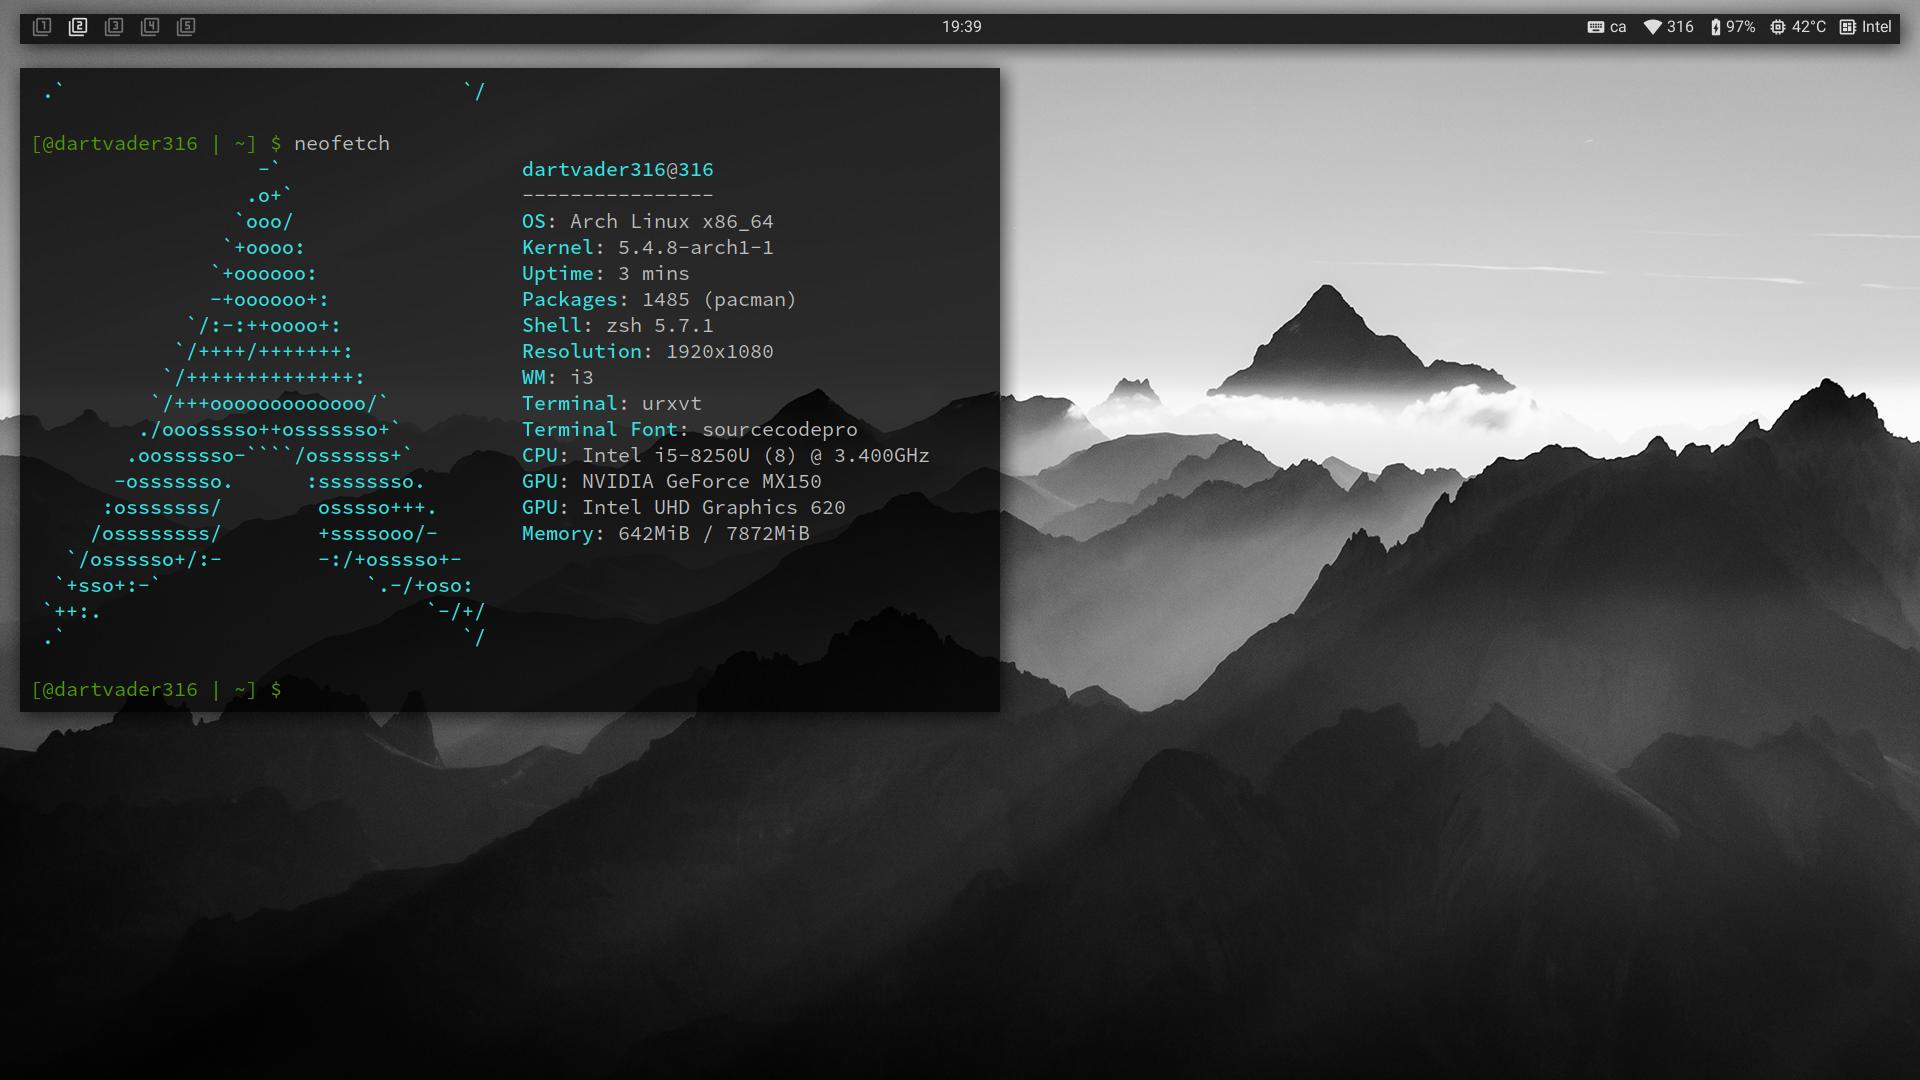 1 2 3 4 5 19:39 ca 316 97% 42°C Intel
.`                                 `/
[@dartvader316 | ~] $ neofetch
                  -`                    dartvader316@316
                 .o+`                   ----------------
                `ooo/                   OS: Arch Linux x86_64
               `+oooo:                  Kernel: 5.4.8-arch1-1
              `+oooooo:                 Uptime: 3 mins
              -+oooooo+:                Packages: 1485 (pacman)
            `/:-:++oooo+:               Shell: zsh 5.7.1
           `/++++/+++++++:              Resolution: 1920x1080
          `/++++++++++++++:             WM: i3
         `/+++ooooooooooooo/`           Terminal: urxvt
        ./ooosssso++osssssso+`          Terminal Font: sourcecodepro
       .oossssso-````/ossssss+`         CPU: Intel i5-8250U (8) @ 3.400GHz
      -osssssso.      :ssssssso.        GPU: NVIDIA GeForce MX150
     :osssssss/        osssso+++.       GPU: Intel UHD Graphics 620
    /ossssssss/        +ssssooo/-       Memory: 642MiB / 7872MiB
  `/ossssso+/:-        -:/+osssso+-
 `+sso+:-`                 `.-/+oso:
`++:.                           `-/+/
.`                                 `/
[@dartvader316 | ~] $